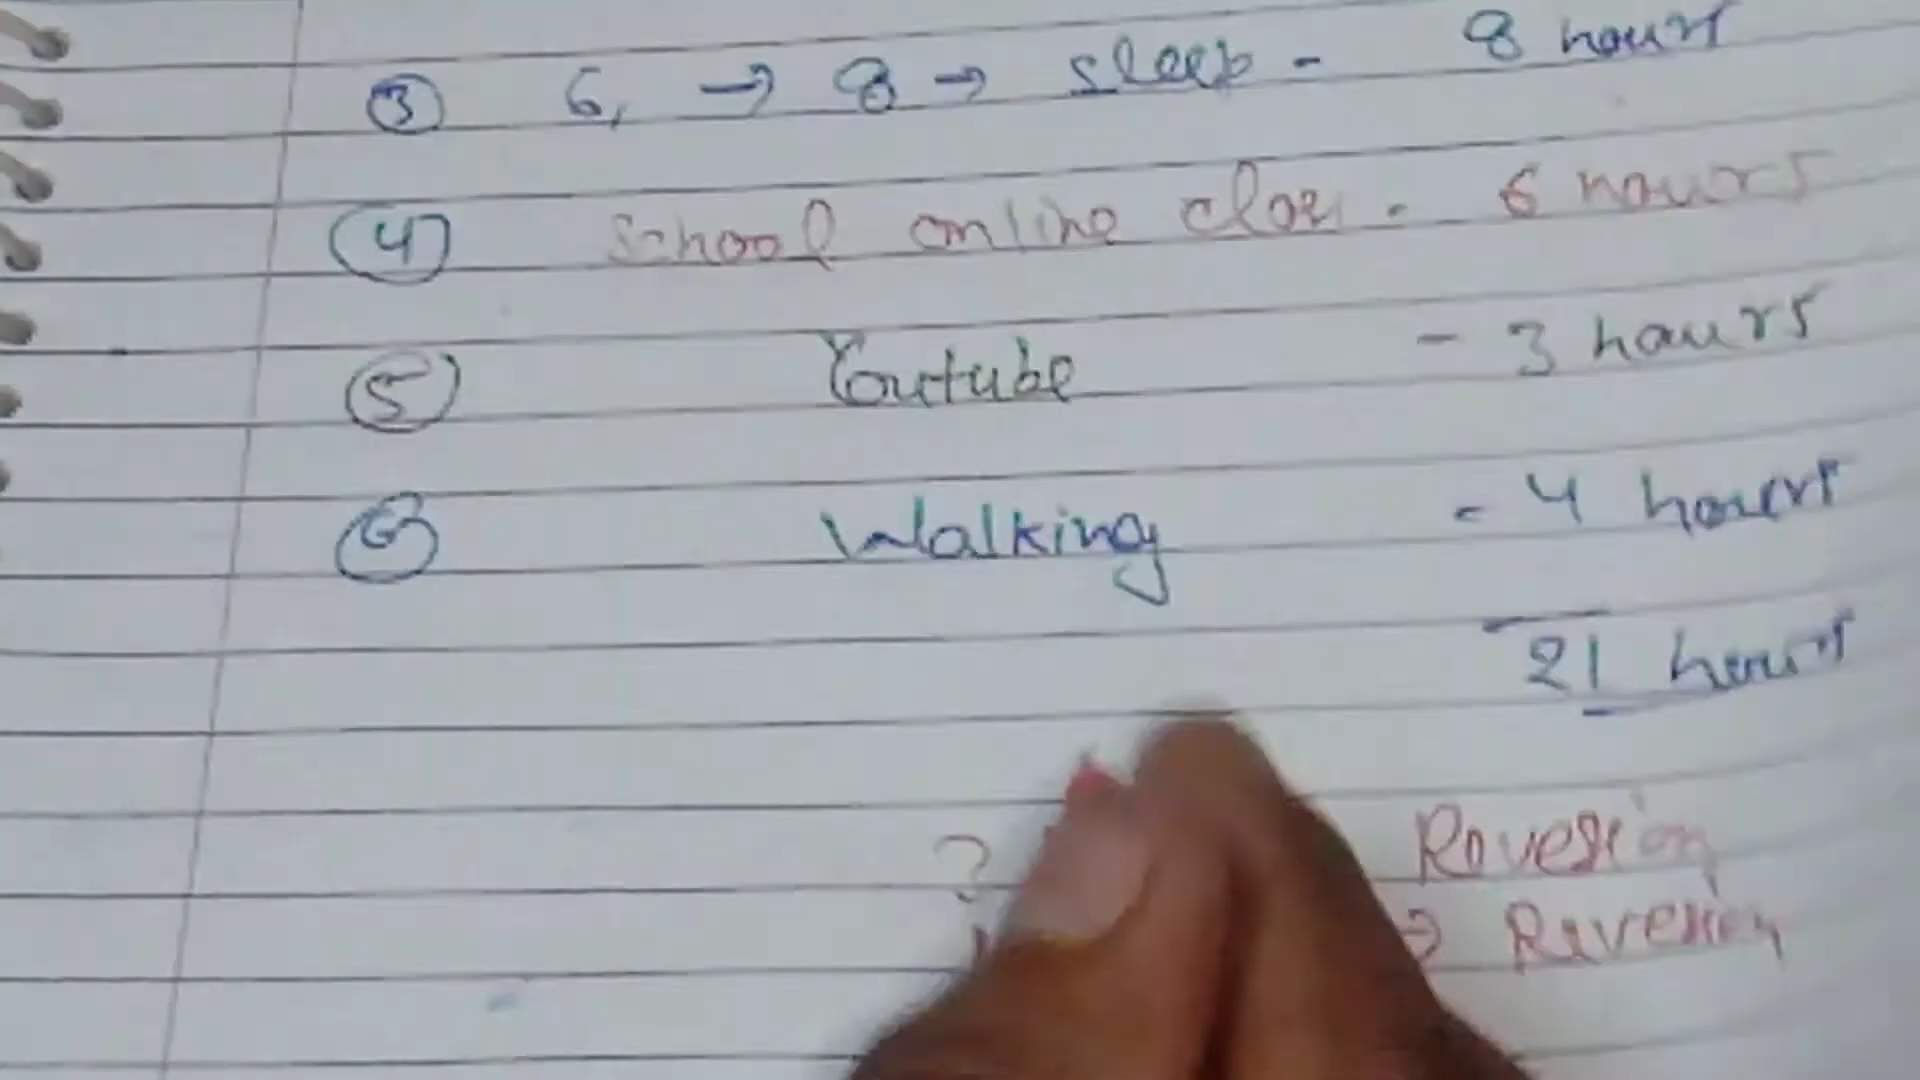 ③ 6, → 8 → sleep - 8 hours
④ School online clas - 6 hours
⑤ Youtube - 3 hours
⑥ Walking - 4 hours
21 hours
? Revesion
→ Revesion